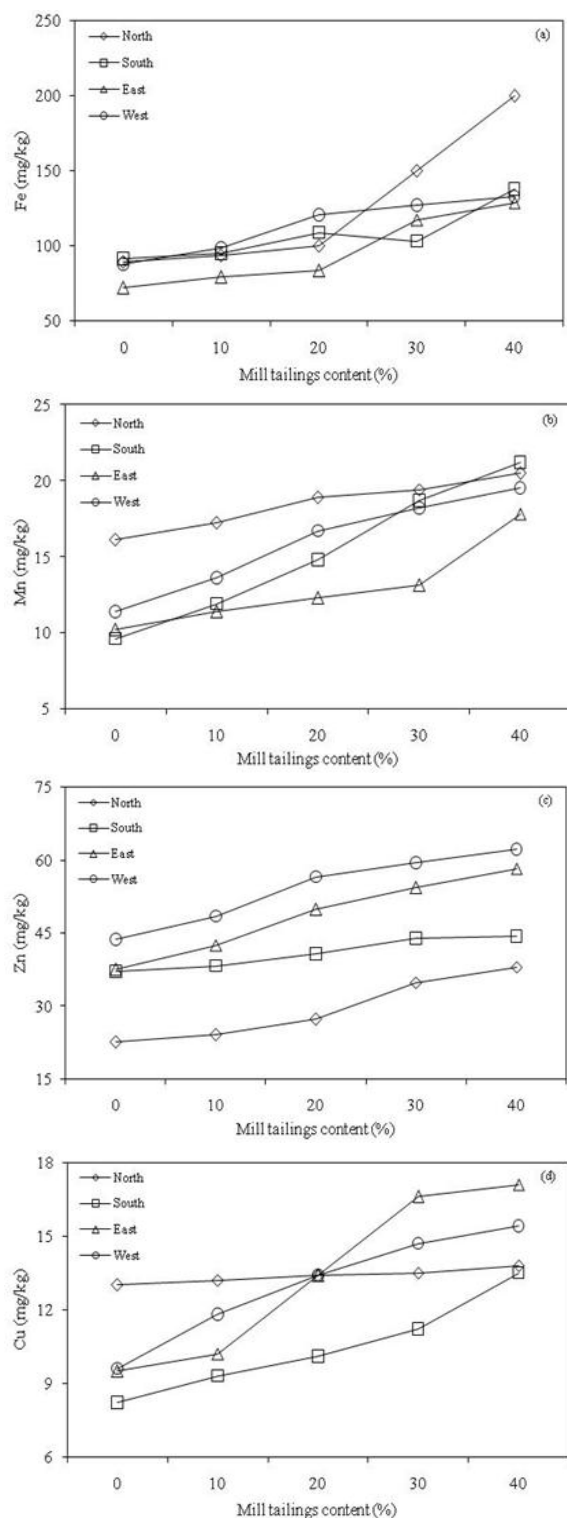 250
(a)
North
200
South
East
West
150
Fe (mg/kg)
100
50
0 10 20 30 40
Mill tailings content (%)
25
(b)
North
20
South
East
West
15
Mn (mg/kg)
10
5
0 10 20 30 40
Mill tailings content (%)
75
(c)
North
South
60
East
West
45
Zn (mg/kg)
30
15
0 10 20 30 40
Mill tailings content (%)
18
(d)
North
South
15
East
West
12
Cu (mg/kg)
9
6
0 10 20 30 40
Mill tailings content (%)